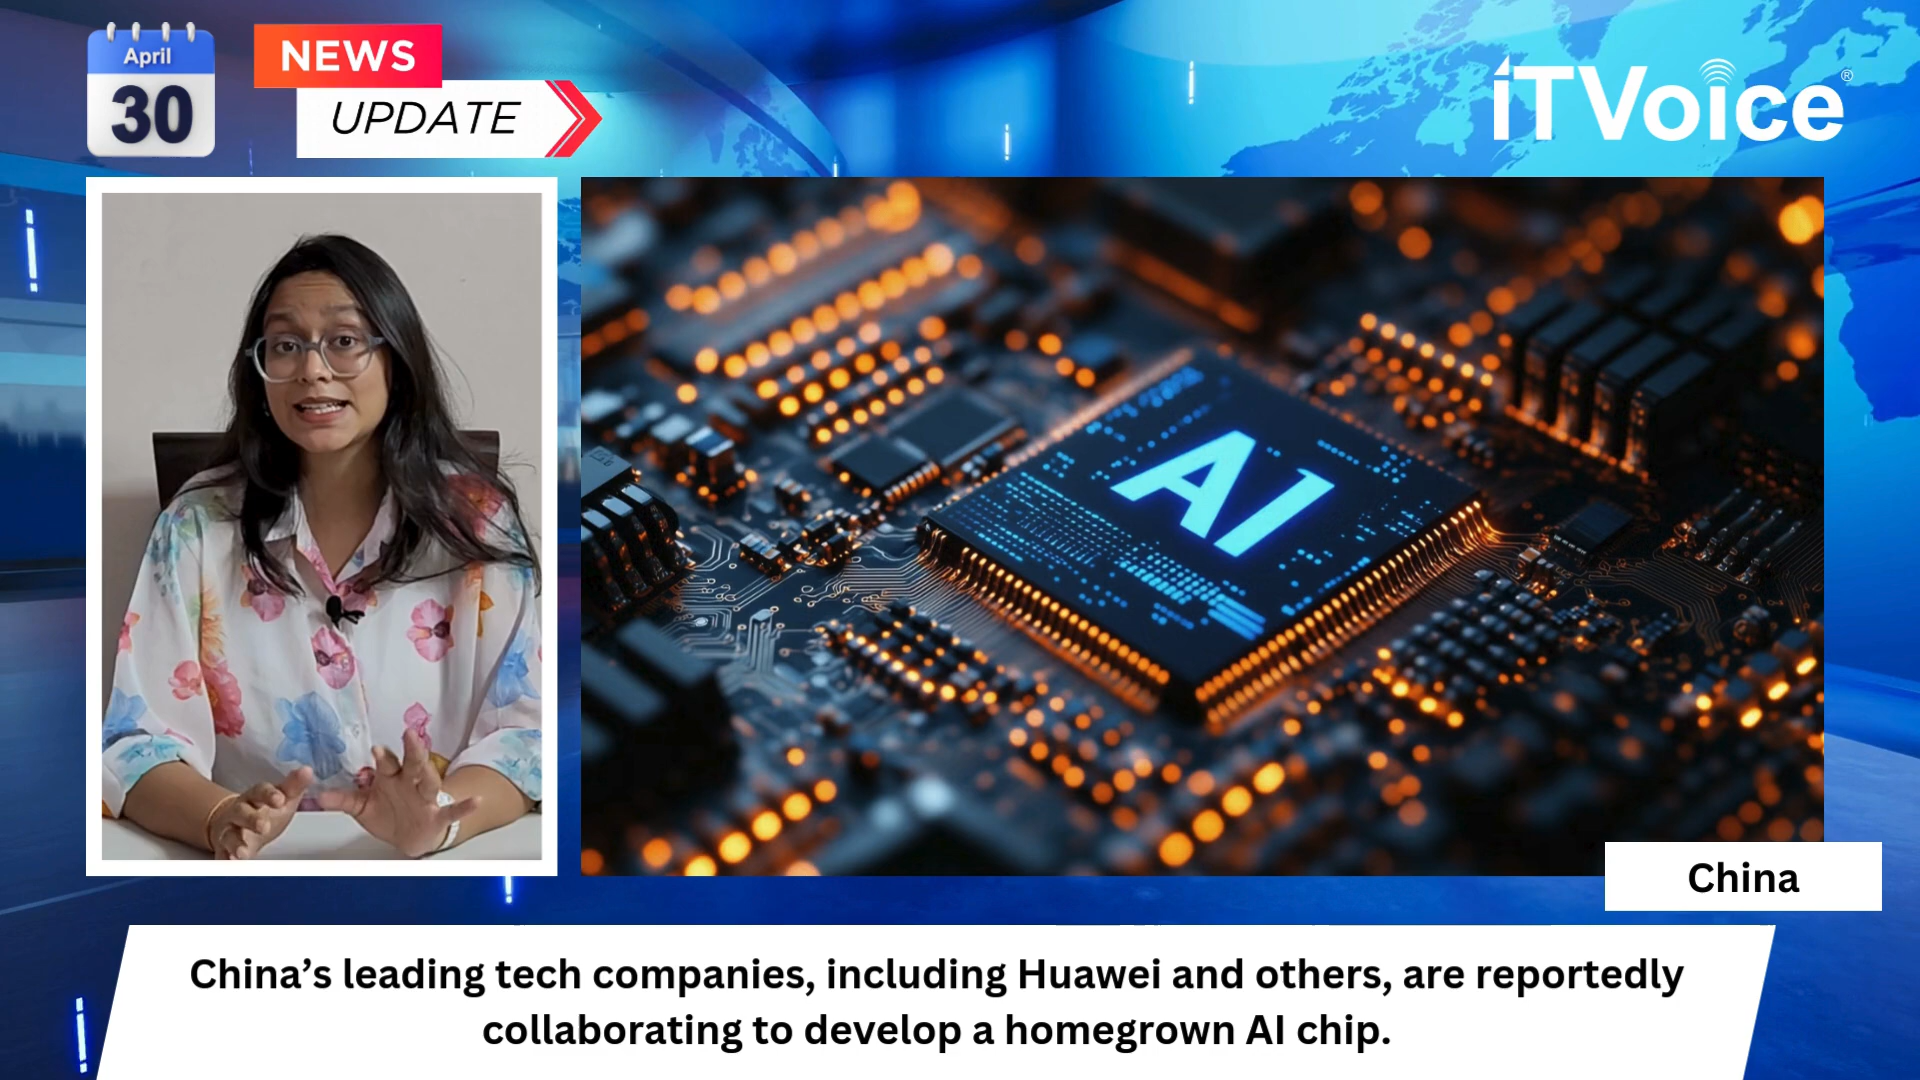 April
30
NEWS
UPDATE
iTVoice®
AI
China
China’s leading tech companies, including Huawei and others, are reportedly
collaborating to develop a homegrown AI chip.